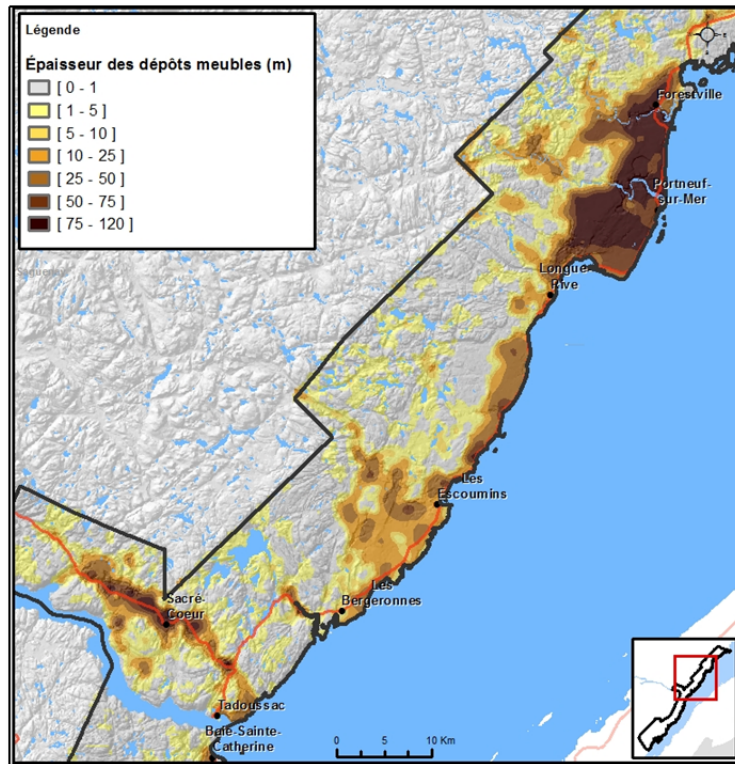 Légende
Épaisseur des dépôts meubles (m)
[ 0 - 1
[ 1 - 5 ]
[ 5 - 10 ]
[ 10 - 25 ]
[ 25 - 50 ]
[ 50 - 75 ]
[ 75 - 120 ]
Forestville
Portneuf-
sur-Mer
Longue-
Rive
Les
Escoumins
Les
Bergeronnes
Sacré-
Coeur
Tadoussac
Baie-Sainte-
Catherine
0 5 10 Km